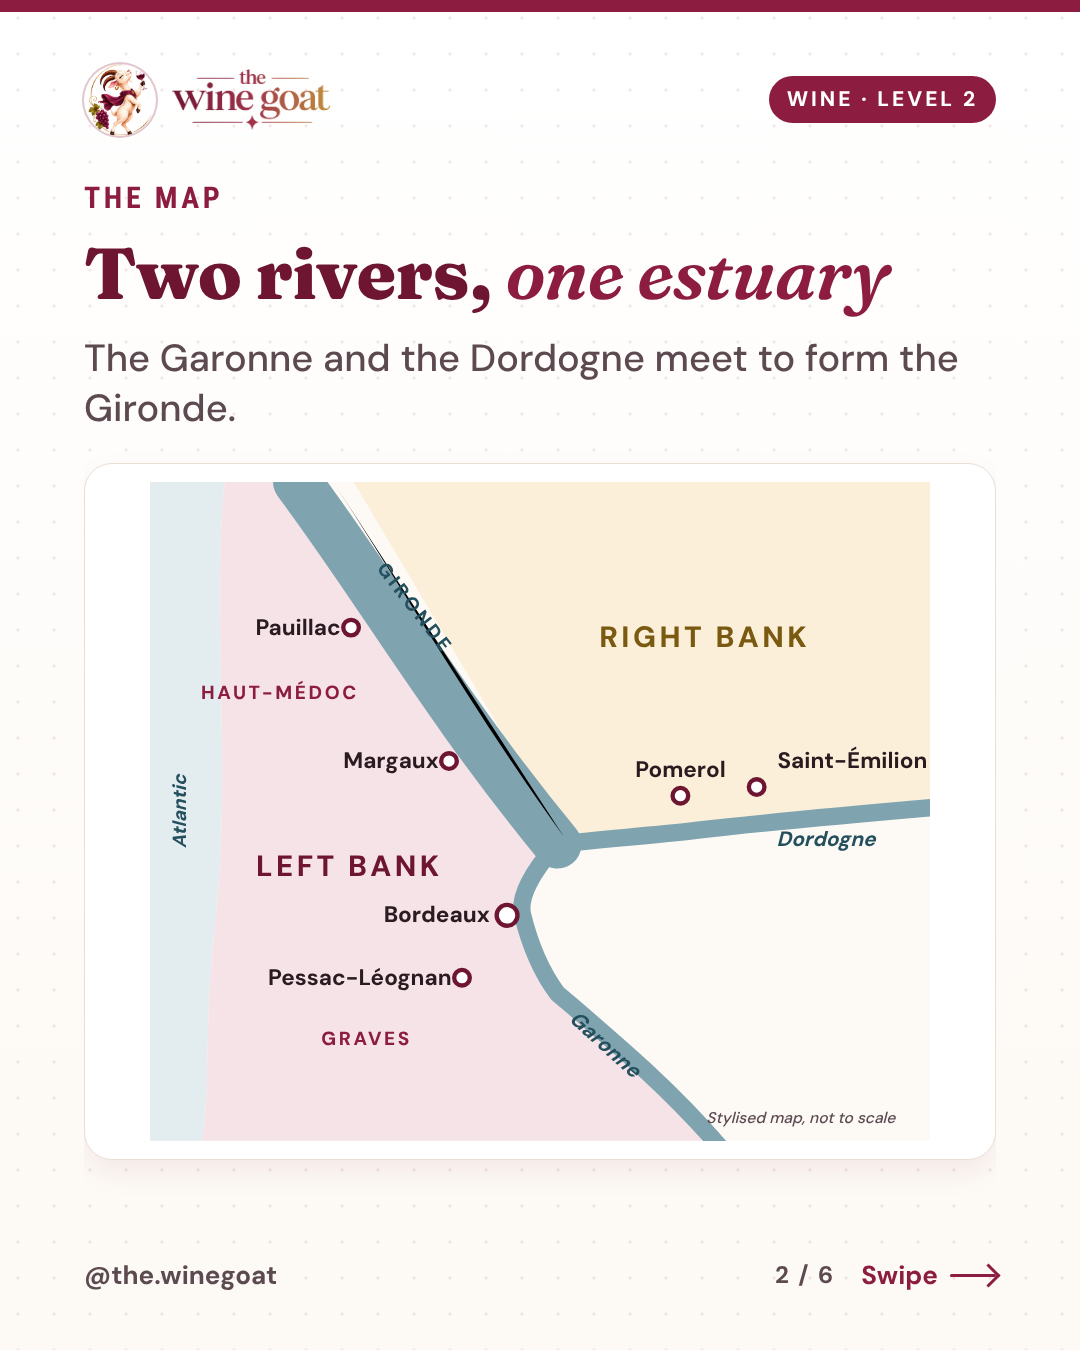 the
wine goat
WINE · LEVEL 2
THE MAP
Two rivers, one estuary
The Garonne and the Dordogne meet to form the
Gironde.
GIRONDE
Pauillac
RIGHT BANK
HAUT-MÉDOC
Margaux
Pomerol
Saint-Émilion
Atlantic
Dordogne
LEFT BANK
Bordeaux
Pessac-Léognan
GRAVES
Garonne
Stylised map, not to scale
@the.winegoat
2 / 6
Swipe